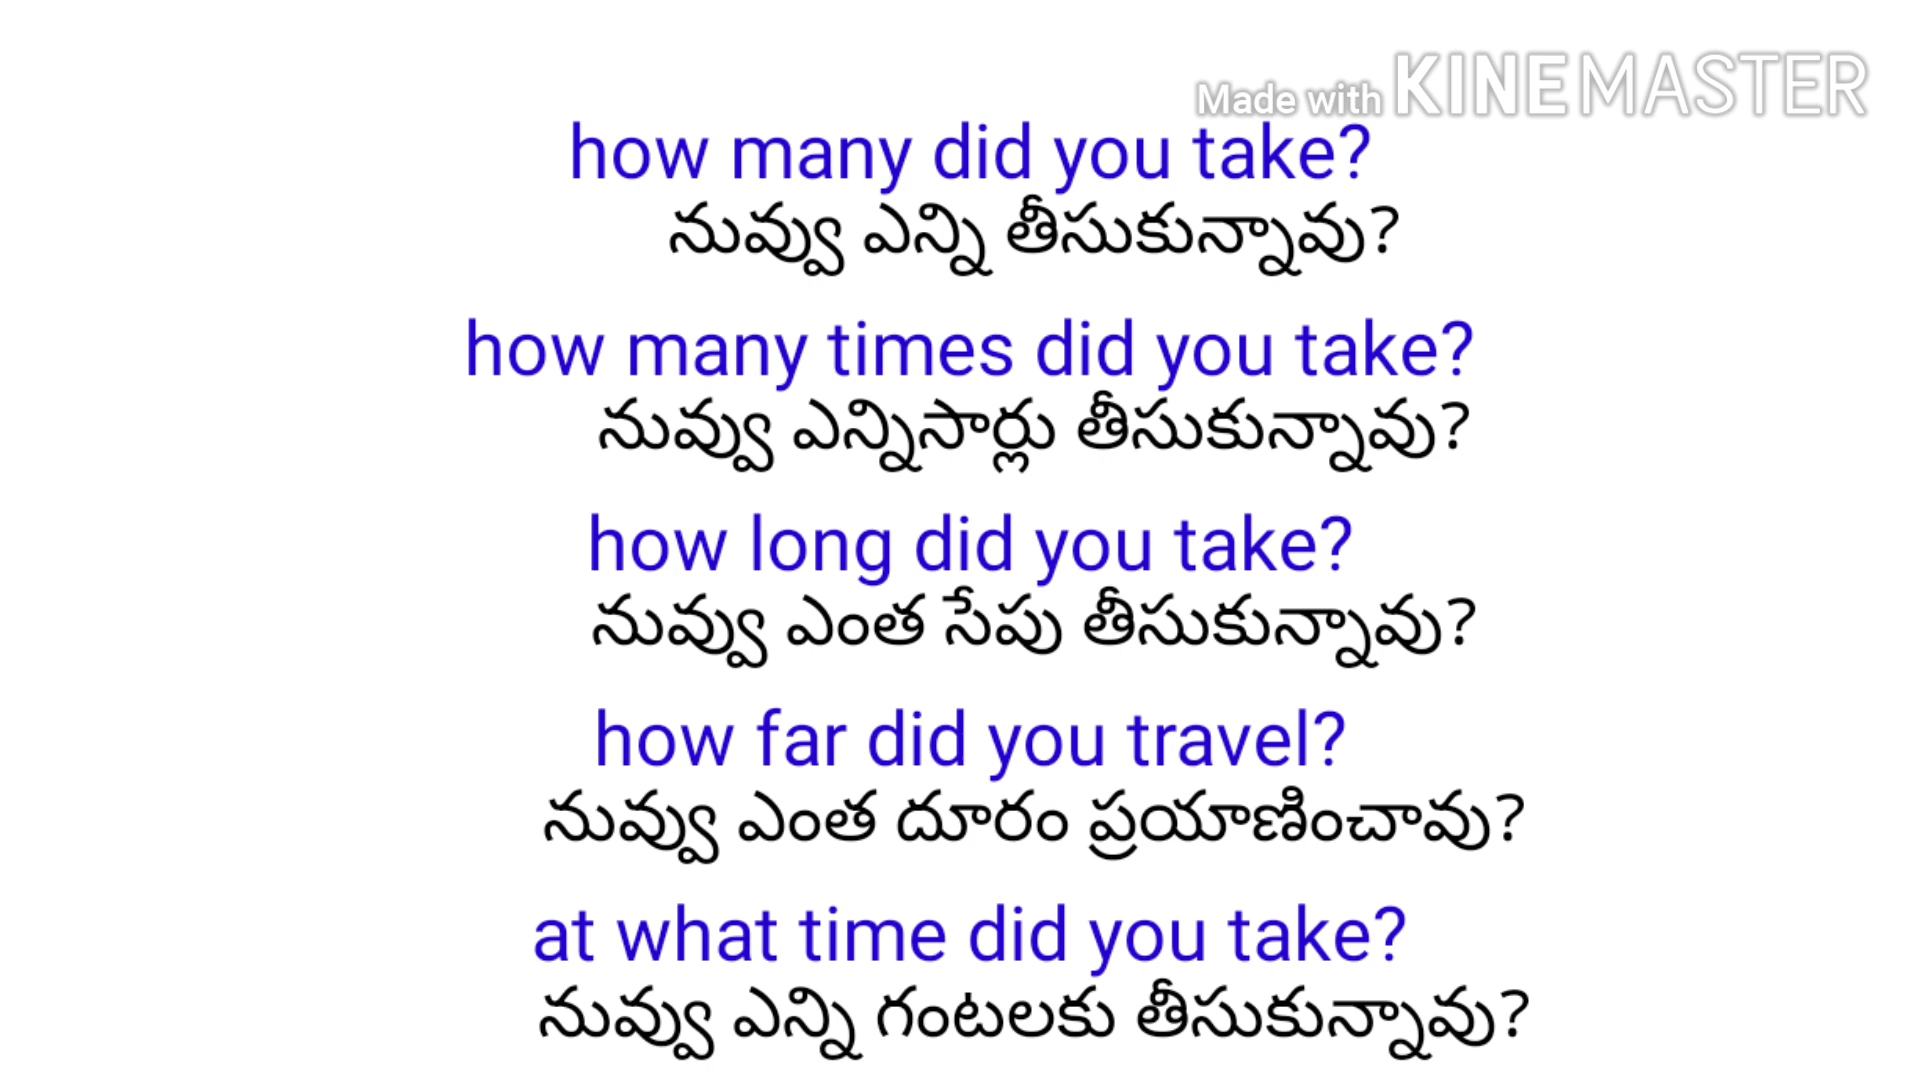 Made with KINEMASTER
how many did you take?
నువ్వు ఎన్ని తీసుకున్నావు?
how many times did you take?
నువ్వు ఎన్నిసార్లు తీసుకున్నావు?
how long did you take?
నువ్వు ఎంత సేపు తీసుకున్నావు?
how far did you travel?
నువ్వు ఎంత దూరం ప్రయాణించావు?
at what time did you take?
నువ్వు ఎన్ని గంటలకు తీసుకున్నావు?